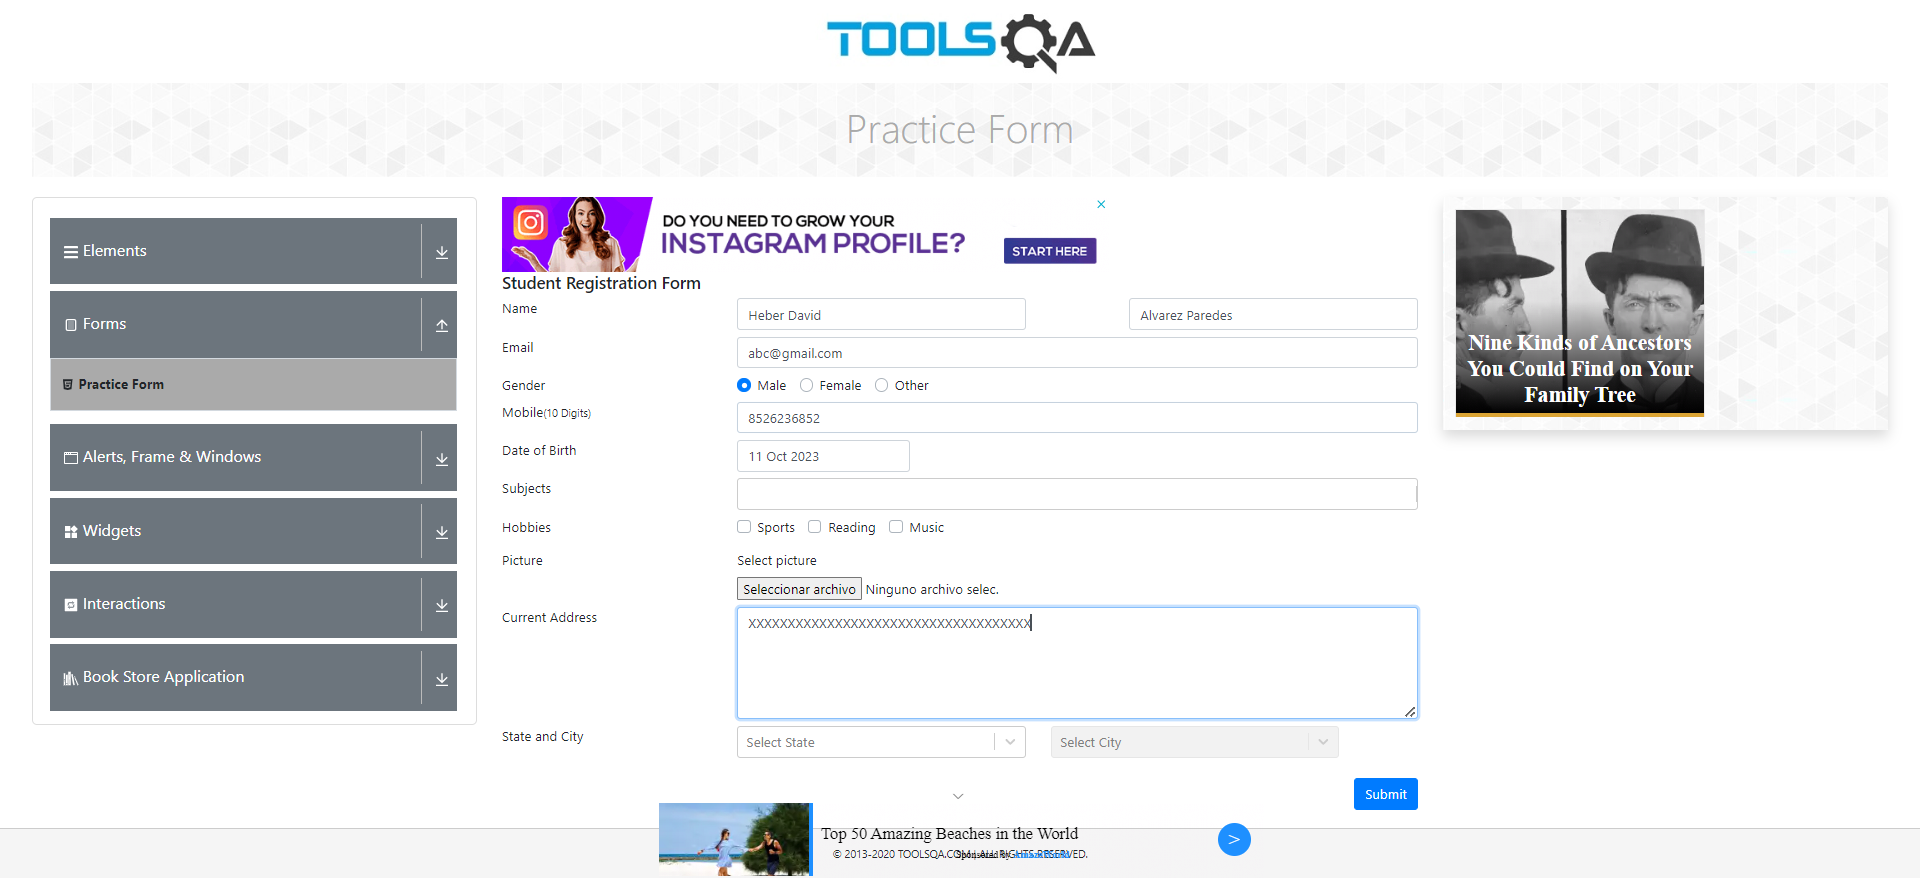 TOOLSQA
Practice Form
Elements
Forms
Practice Form
Alerts, Frame & Windows
Widgets
Interactions
Book Store Application
DO YOU NEED TO GROW YOUR
INSTAGRAM PROFILE?
START HERE
Student Registration Form
Name
Heber David
Alvarez Paredes
Email
abc@gmail.com
Gender
Male
Female
Other
Mobile(10 Digits)
8526236852
Date of Birth
11 Oct 2023
Subjects
Hobbies
Sports
Reading
Music
Picture
Select picture
Seleccionar archivo Ninguno archivo selec.
Current Address
XXXXXXXXXXXXXXXXXXXXXXXXXXXXXXXXXXXX
State and City
Select State
Select City
Submit
Nine Kinds of Ancestors
You Could Find on Your
Family Tree
Top 50 Amazing Beaches in the World
© 2013-2020 TOOLSQA.COM | ALL RIGHTS RESERVED.